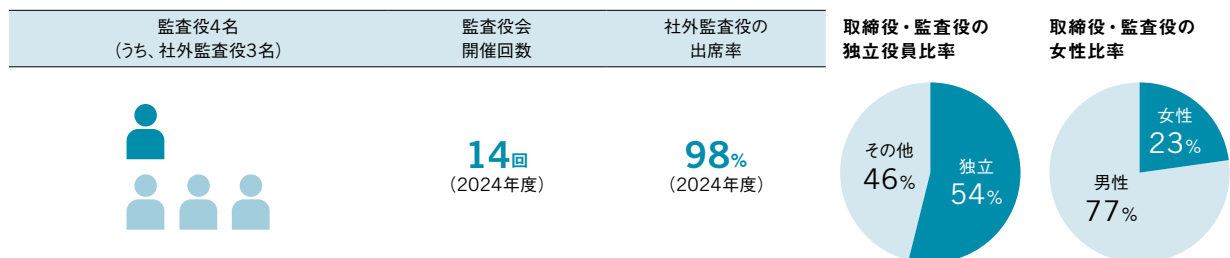 監査役4名
（うち、社外監査役3名）
監査役会
開催回数
社外監査役の
出席率
取締役・監査役の
独立役員比率
取締役・監査役の
女性比率
14回
（2024年度）
98%
（2024年度）
その他
46%
独立
54%
女性
23%
男性
77%